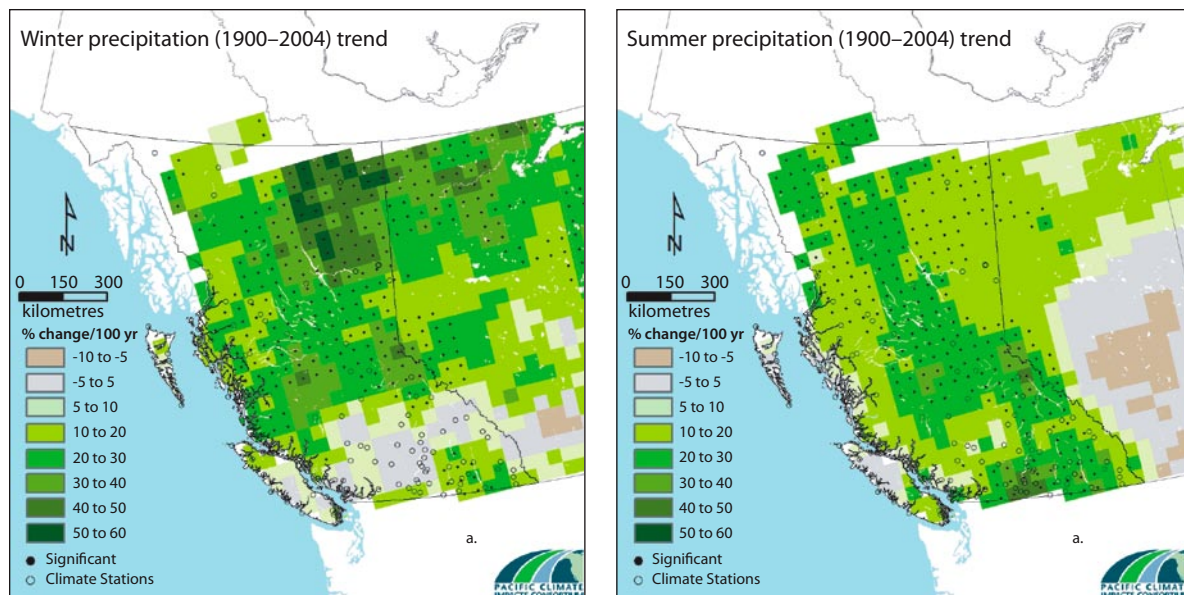 Winter precipitation (1900–2004) trend
N
0 150 300
kilometres
% change/100 yr
-10 to -5
-5 to 5
5 to 10
10 to 20
20 to 30
30 to 40
40 to 50
50 to 60
Significant
Climate Stations
a.
PACIFIC CLIMATE
IMPACTS CONSORTIUM
Summer precipitation (1900–2004) trend
N
0 150 300
kilometres
% change/100 yr
-10 to -5
-5 to 5
5 to 10
10 to 20
20 to 30
30 to 40
40 to 50
50 to 60
Significant
Climate Stations
a.
PACIFIC CLIMATE